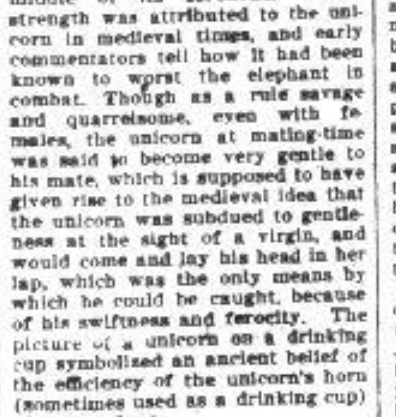 strength was attributed to the uni-
corn in medieval times, and early
commentators tell how it had been
known to worst the elephant in
combat. Though as a rule savage
and quarrelsome, even with fe-
males, the unicorn at mating-time
was said to become very gentle to
his mate, which is supposed to have
given rise to the medieval idea that
the unicorn was subdued to gentle-
ness at the sight of a virgin, and
would come and lay his head in her
lap, which was the only means by
which he could be caught, because
of his swiftness and ferocity. The
picture of a unicorn on a drinking
cup symbolized an ancient belief of
the efficiency of the unicorn's horn
(sometimes used as a drinking cup)